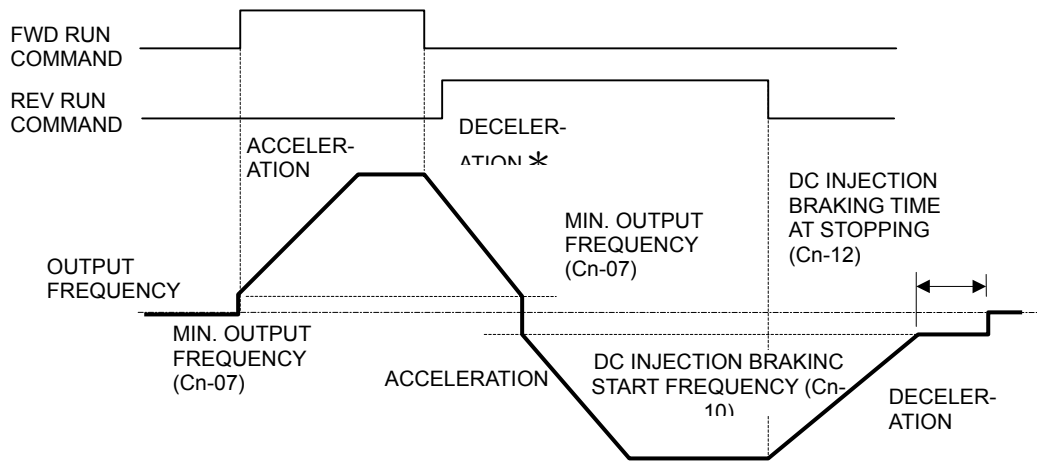 FWD RUN
COMMAND
REV RUN
COMMAND
ACCELER-
ATION
DECELER-
ATION *
DC INJECTION
BRAKING TIME
AT STOPPING
(Cn-12)
MIN. OUTPUT
FREQUENCY
(Cn-07)
OUTPUT
FREQUENCY
MIN. OUTPUT
FREQUENCY
(Cn-07)
ACCELERATION
DC INJECTION BRAKINC
START FREQUENCY (Cn-
10)
DECELER-
ATION